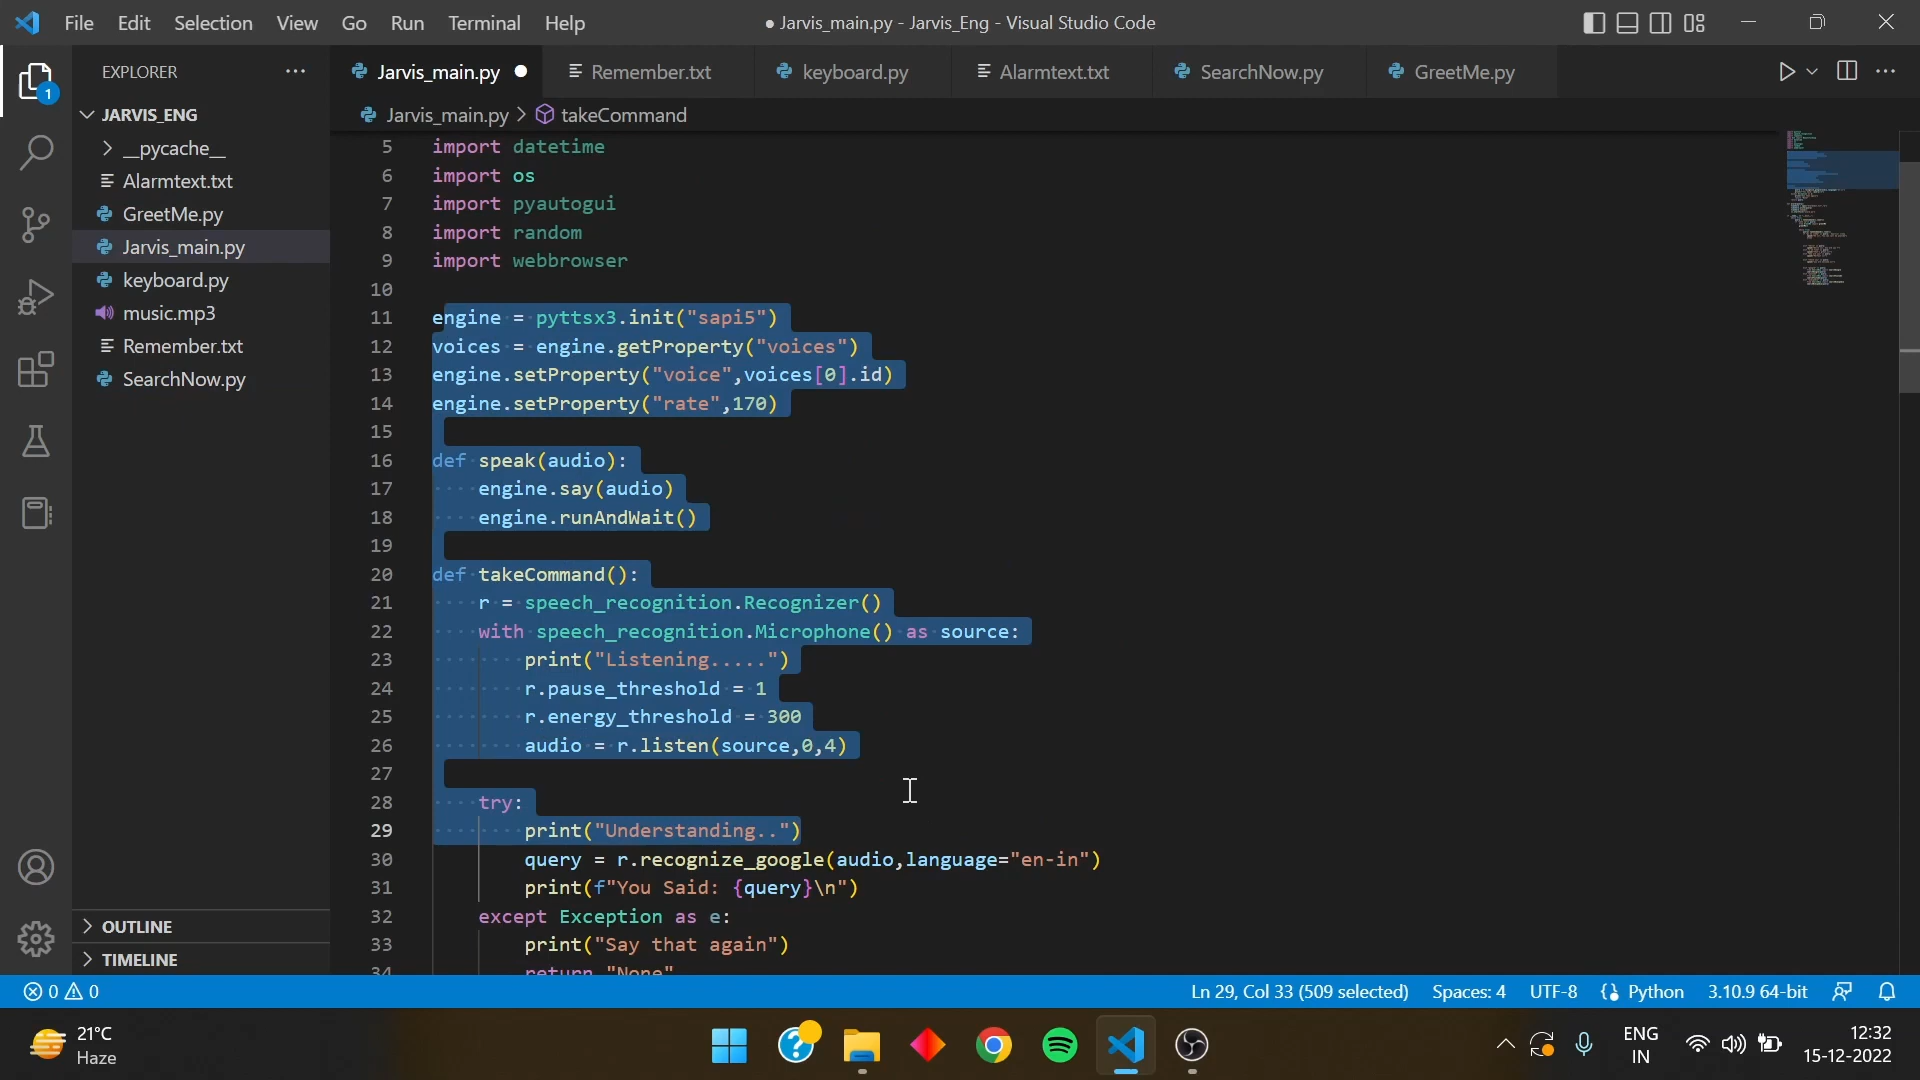 File Edit Selection View Go Run Terminal Help
● Jarvis_main.py - Jarvis_Eng - Visual Studio Code
EXPLORER
Jarvis_main.py
Remember.txt
keyboard.py
Alarmtext.txt
SearchNow.py
GreetMe.py
1
JARVIS_ENG
Jarvis_main.py > takeCommand
__pycache__
Alarmtext.txt
GreetMe.py
Jarvis_main.py
keyboard.py
music.mp3
Remember.txt
SearchNow.py
5 import datetime
6 import os
7 import pyautogui
8 import random
9 import webbrowser
10
11 engine = pyttsx3.init("sapi5")
12 voices = engine.getProperty("voices")
13 engine.setProperty("voice",voices[0].id)
14 engine.setProperty("rate",170)
15
16 def speak(audio):
17 engine.say(audio)
18 engine.runAndWait()
19
20 def takeCommand():
21 r = speech_recognition.Recognizer()
22 with speech_recognition.Microphone() as source:
23 print("Listening.....")
24 r.pause_threshold = 1
25 r.energy_threshold = 300
26 audio = r.listen(source,0,4)
27
28 try:
29 print("Understanding..")
30 query = r.recognize_google(audio,language="en-in")
31 print(f"You Said: {query}\n")
32 except Exception as e:
33 print("Say that again")
34 return "None"
OUTLINE
TIMELINE
0 0
Ln 29, Col 33 (509 selected) Spaces: 4 UTF-8 Python 3.10.9 64-bit
21°C
Haze
ENG
IN
12:32
15-12-2022